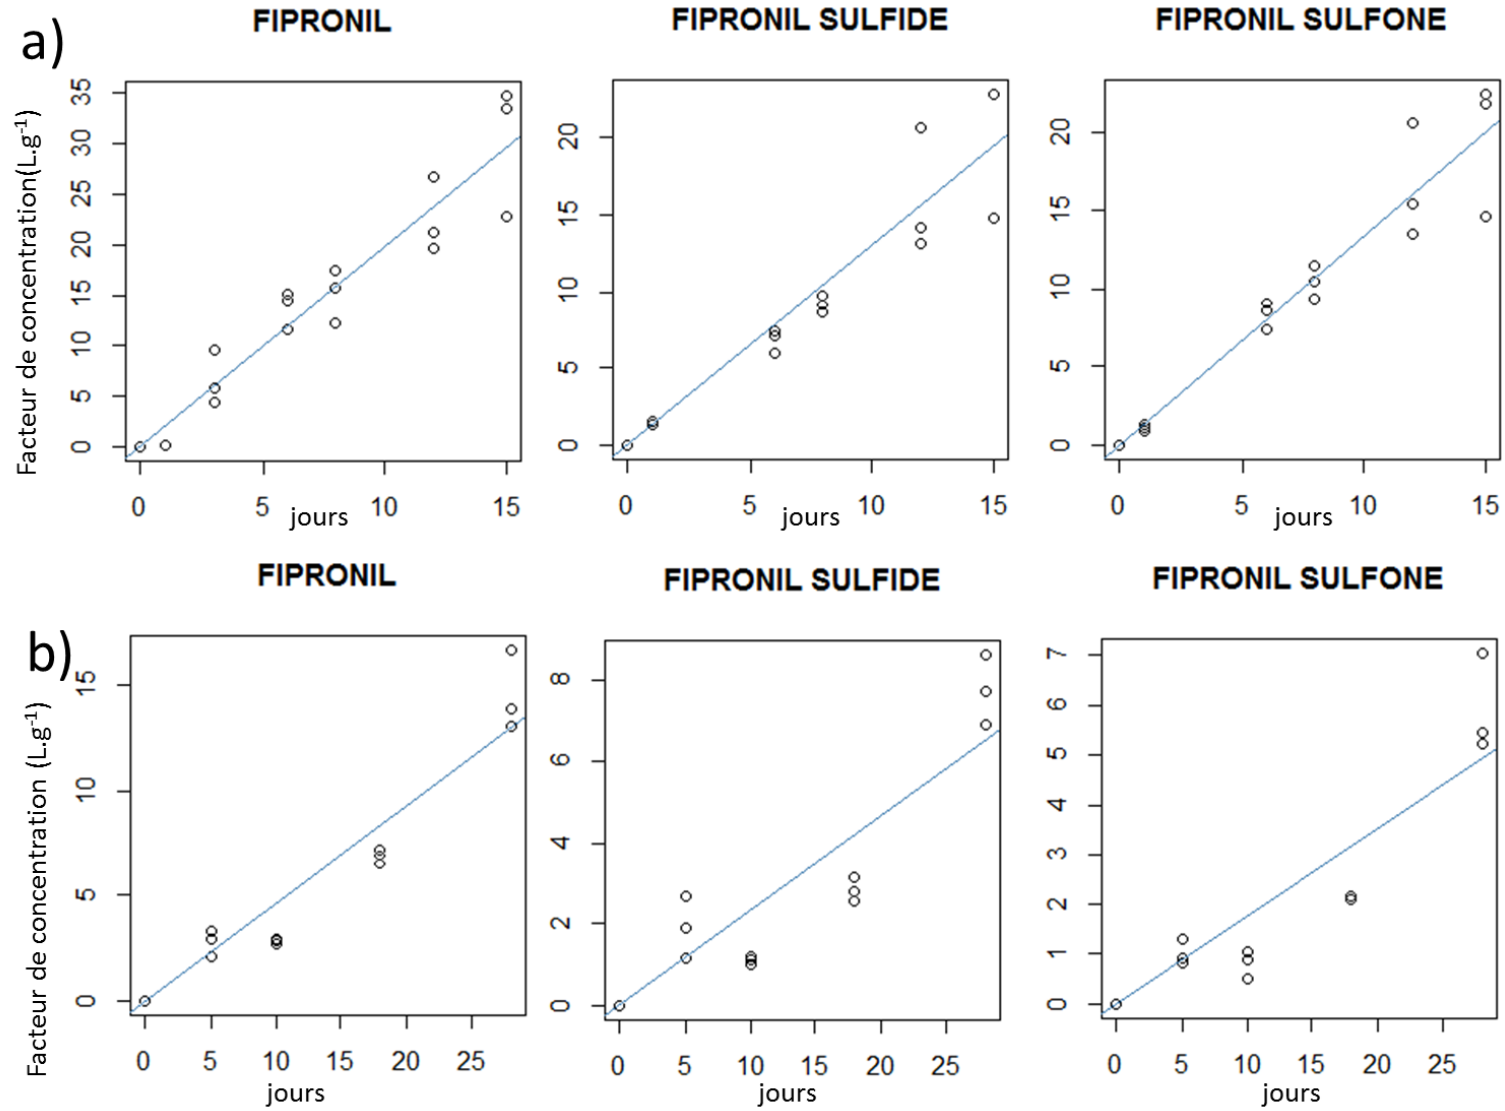 a)
FIPRONIL
FIPRONIL SULFIDE
FIPRONIL SULFONE
Facteur de concentration(L.g-1)
35
30
25
20
15
10
5
0
20
15
10
5
0
20
15
10
5
0
0 5 10 15
0 5 10 15
0 5 10 15
jours
jours
jours
b)
FIPRONIL
FIPRONIL SULFIDE
FIPRONIL SULFONE
Facteur de concentration (L.g-1)
15
10
5
0
8
6
4
2
0
7
6
5
4
3
2
1
0
0 5 10 15 20 25
0 5 10 15 20 25
0 5 10 15 20 25
jours
jours
jours